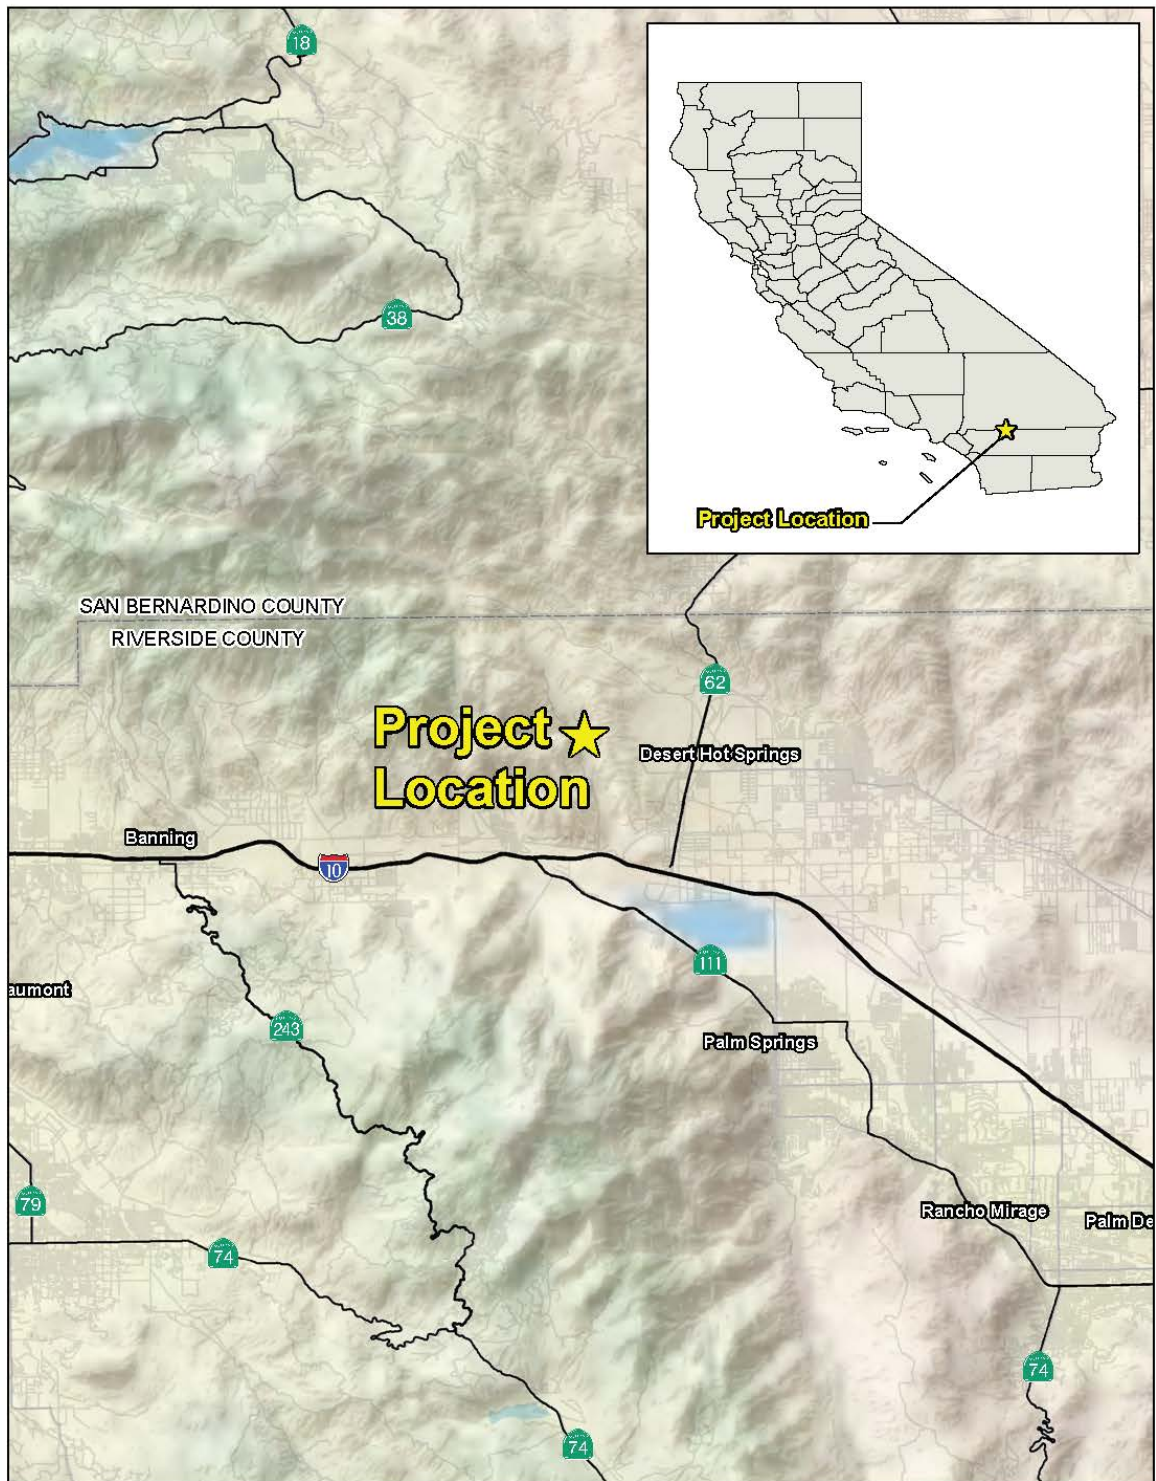 18
38
Project Location
SAN BERNARDINO COUNTY
RIVERSIDE COUNTY
62
Project
Location
Desert Hot Springs
Banning
10
111
aumont
243
Palm Springs
79
Rancho Mirage
Palm De
74
74
74